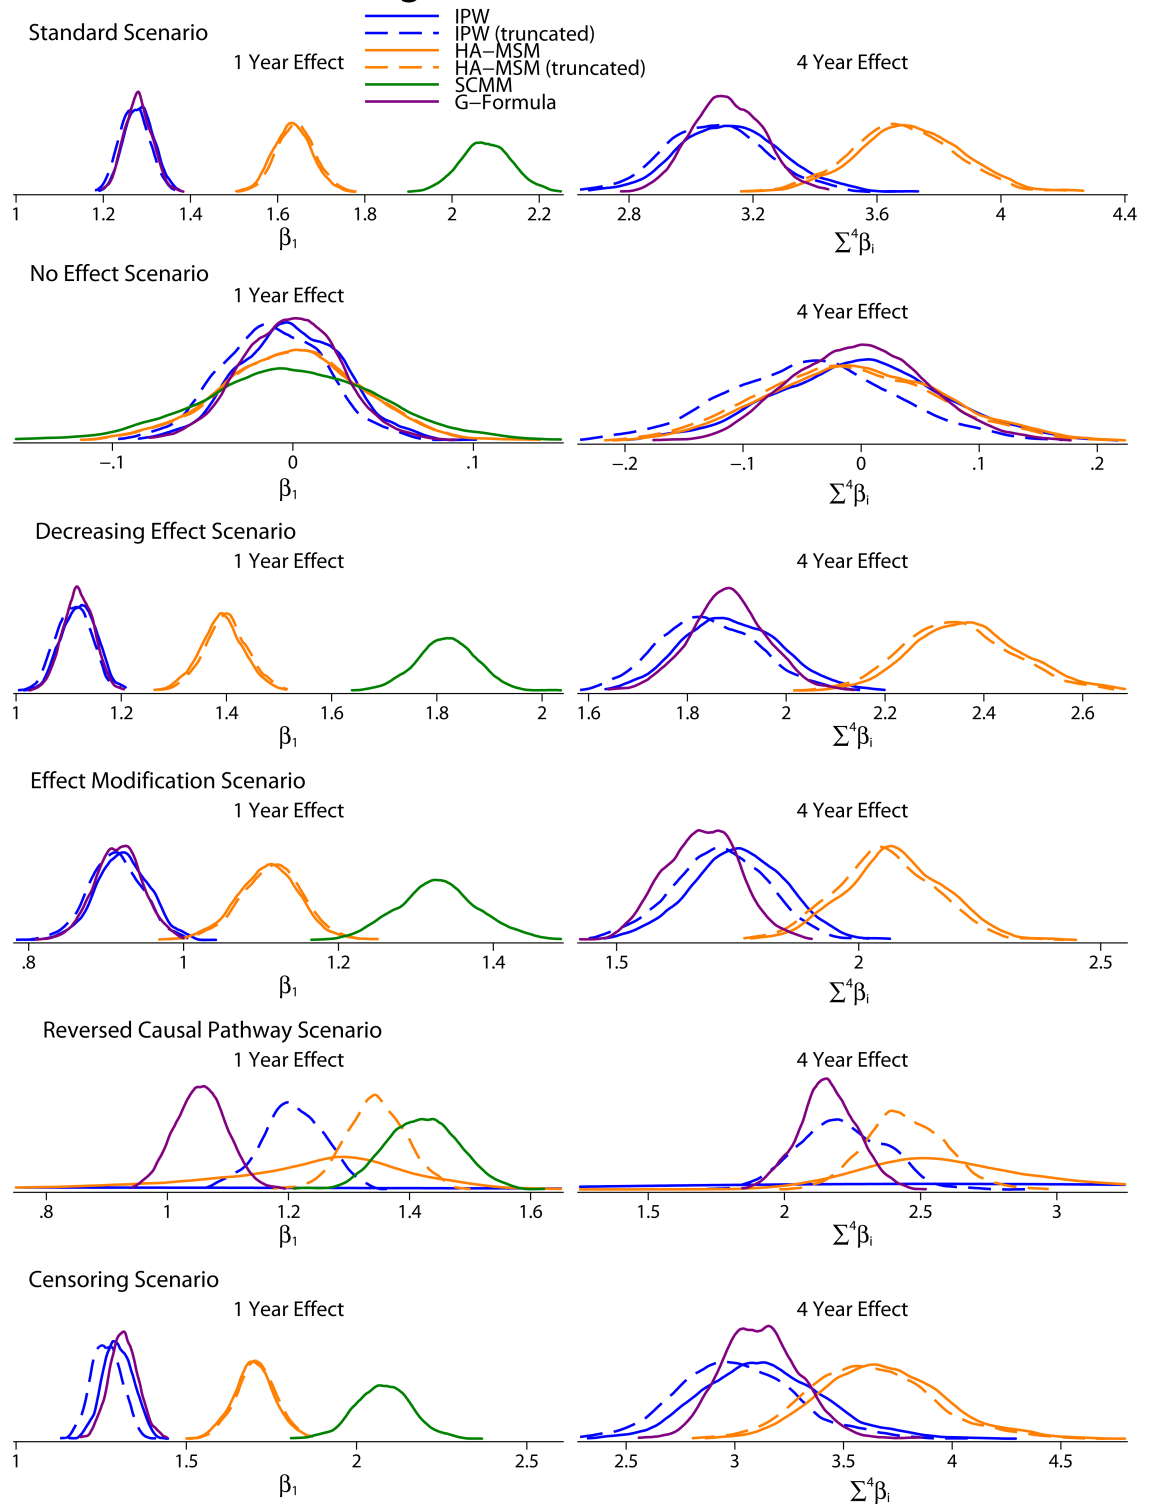 IPW
IPW (truncated)
HA–MSM
HA–MSM (truncated)
SCMM
G–Formula
Standard Scenario
1 Year Effect
4 Year Effect
1 1.2 1.4 1.6 1.8 2 2.2
2.8 3.2 3.6 4 4.4
β1
Σ⁴βi
No Effect Scenario
1 Year Effect
4 Year Effect
–.1 0 .1
–.2 –.1 0 .1 .2
β1
Σ⁴βi
Decreasing Effect Scenario
1 Year Effect
4 Year Effect
1 1.2 1.4 1.6 1.8 2
1.6 1.8 2 2.2 2.4 2.6
β1
Σ⁴βi
Effect Modification Scenario
1 Year Effect
4 Year Effect
.8 1 1.2 1.4
1.5 2 2.5
β1
Σ⁴βi
Reversed Causal Pathway Scenario
1 Year Effect
4 Year Effect
.8 1 1.2 1.4 1.6
1.5 2 2.5 3
β1
Σ⁴βi
Censoring Scenario
1 Year Effect
4 Year Effect
1 1.5 2 2.5
2.5 3 3.5 4 4.5
β1
Σ⁴βi